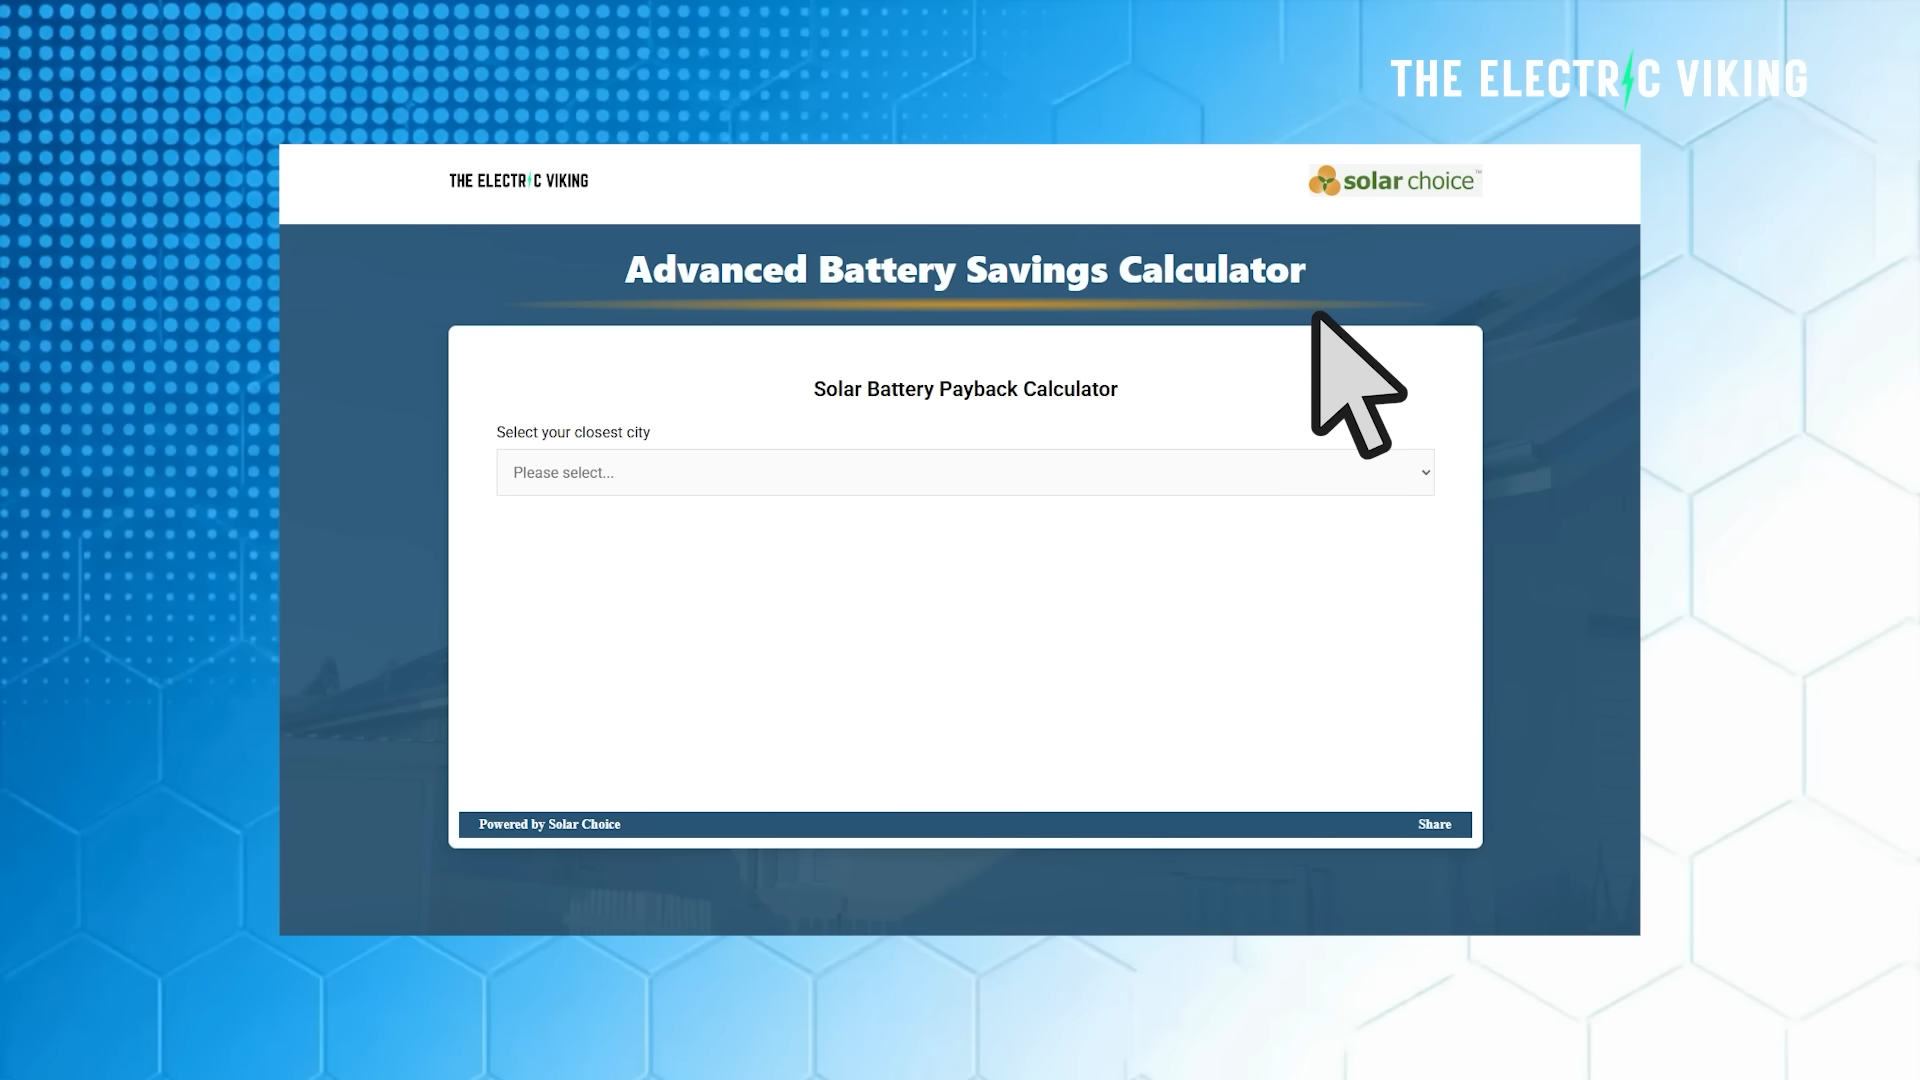 THE ELECTRIC VIKING
THE ELECTRIC VIKING
solar choice™
Advanced Battery Savings Calculator
Solar Battery Payback Calculator
Select your closest city
Please select...
Powered by Solar Choice
Share